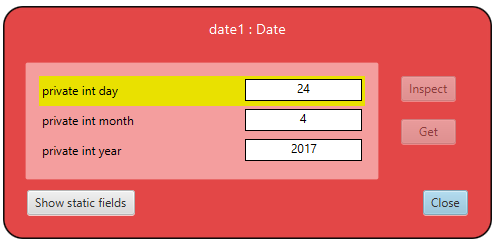 date1 : Date
private int day 24
Inspect
private int month 4
Get
private int year 2017
Show static fields
Close